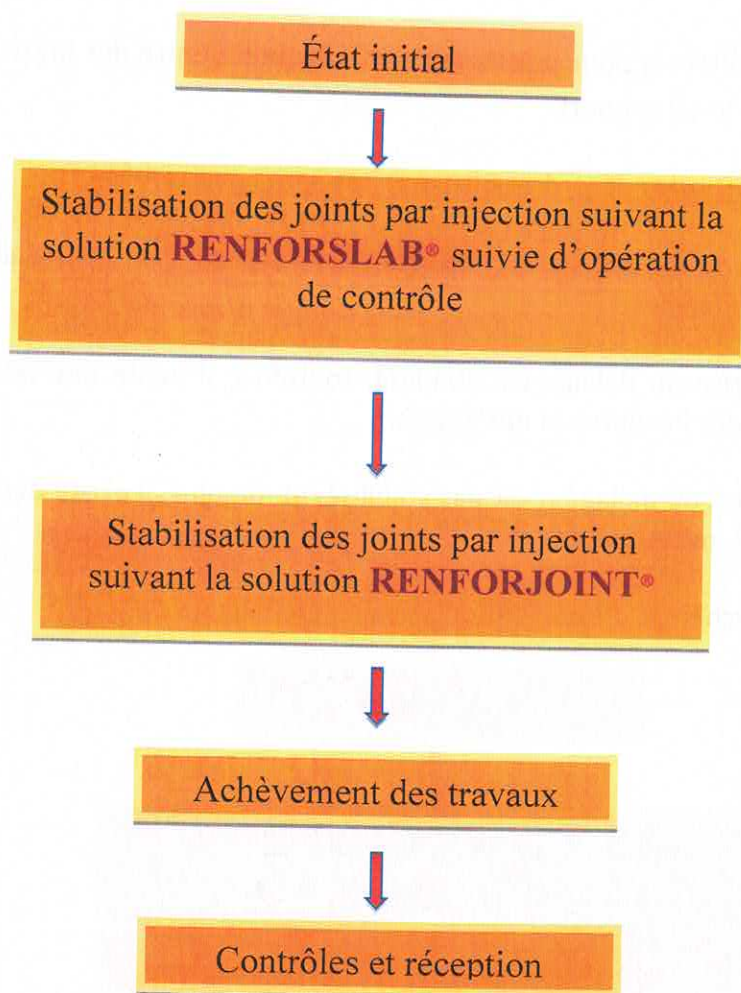 État initial
Stabilisation des joints par injection suivant la
solution RENFORSLAB® suivie d'opération
de contrôle
Stabilisation des joints par injection
suivant la solution RENFORJOINT®
Achèvement des travaux
Contrôles et réception